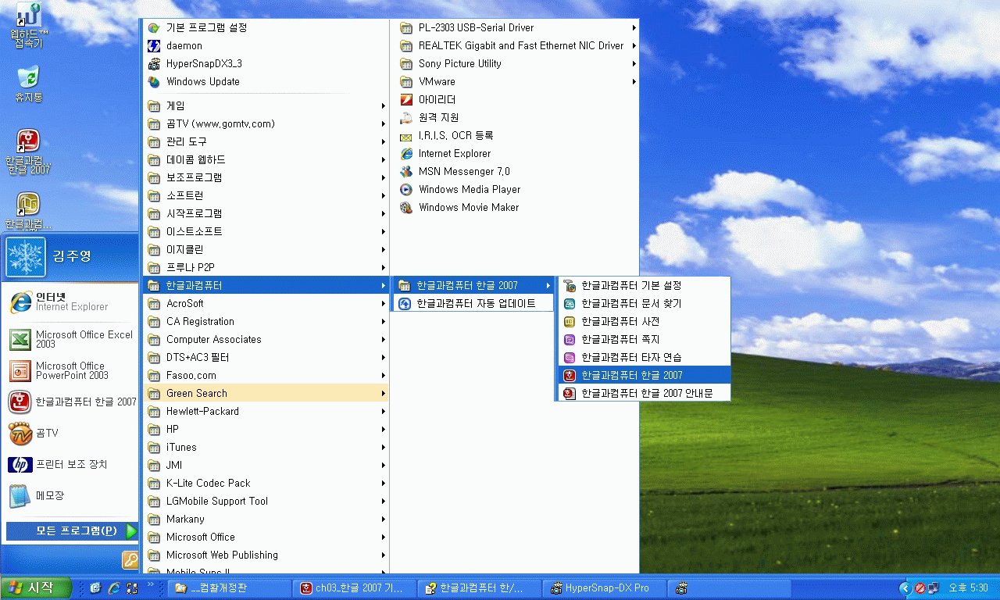 웹하드™
접속기
휴지통
한글과컴...
한글 2007
한글과컴...
김주영
인터넷
Internet Explorer
Microsoft Office Excel
2003
Microsoft Office
PowerPoint 2003
한글과컴퓨터 한글 2007
곰TV
프린터 보조 장치
메모장
모든 프로그램(P)
기본 프로그램 설정
daemon
HyperSnapDX3_3
Windows Update
게임
곰TV (www.gomtv.com)
관리 도구
데이콤 웹하드
보조프로그램
소프트런
시작프로그램
이스트소프트
이지클린
프루나 P2P
한글과컴퓨터
AcroSoft
CA Registration
Computer Associates
DTS+AC3 필터
Fasoo.com
Green Search
Hewlett-Packard
HP
iTunes
JMI
K-Lite Codec Pack
LGMobile Support Tool
Markany
Microsoft Office
Microsoft Web Publishing
PL-2303 USB-Serial Driver
REALTEK Gigabit and Fast Ethernet NIC Driver
Sony Picture Utility
VMware
아이리더
원격 지원
I.R.I.S. OCR 등록
Internet Explorer
MSN Messenger 7.0
Windows Media Player
Windows Movie Maker
한글과컴퓨터 한글 2007
한글과컴퓨터 자동 업데이트
한글과컴퓨터 기본 설정
한글과컴퓨터 문서 찾기
한글과컴퓨터 사전
한글과컴퓨터 쪽지
한글과컴퓨터 타자 연습
한글과컴퓨터 한글 2007
한글과컴퓨터 한글 2007 안내문
시작
__컴활개정판
ch03_한글 2007 기...
한글과컴퓨터 한/...
HyperSnap-DX Pro
오후 5:30